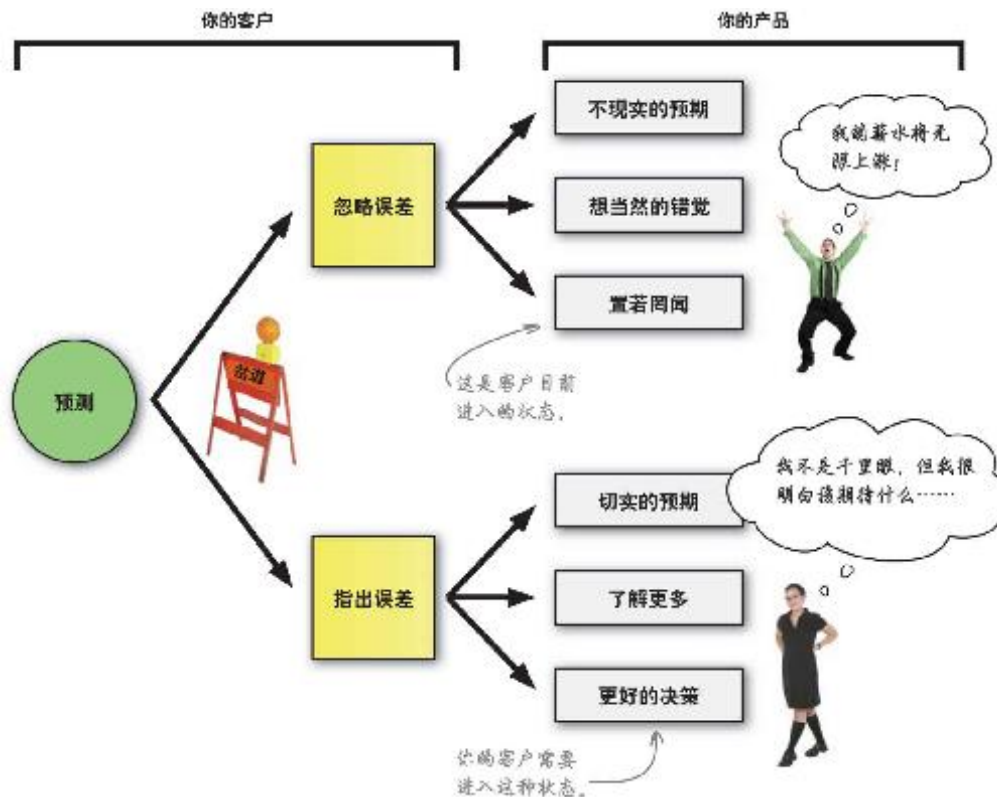 你的客户
你的产品
不现实的预期
我的薪水将无
限上涨！
忽略误差
想当然的错觉
置若罔闻
这是客户目前
进入的状态。
岔道
预测
我不是千里眼，但我很
明白该期待什么……
切实的预期
指出误差
了解更多
更好的决策
你的客户需要
进入这种状态。